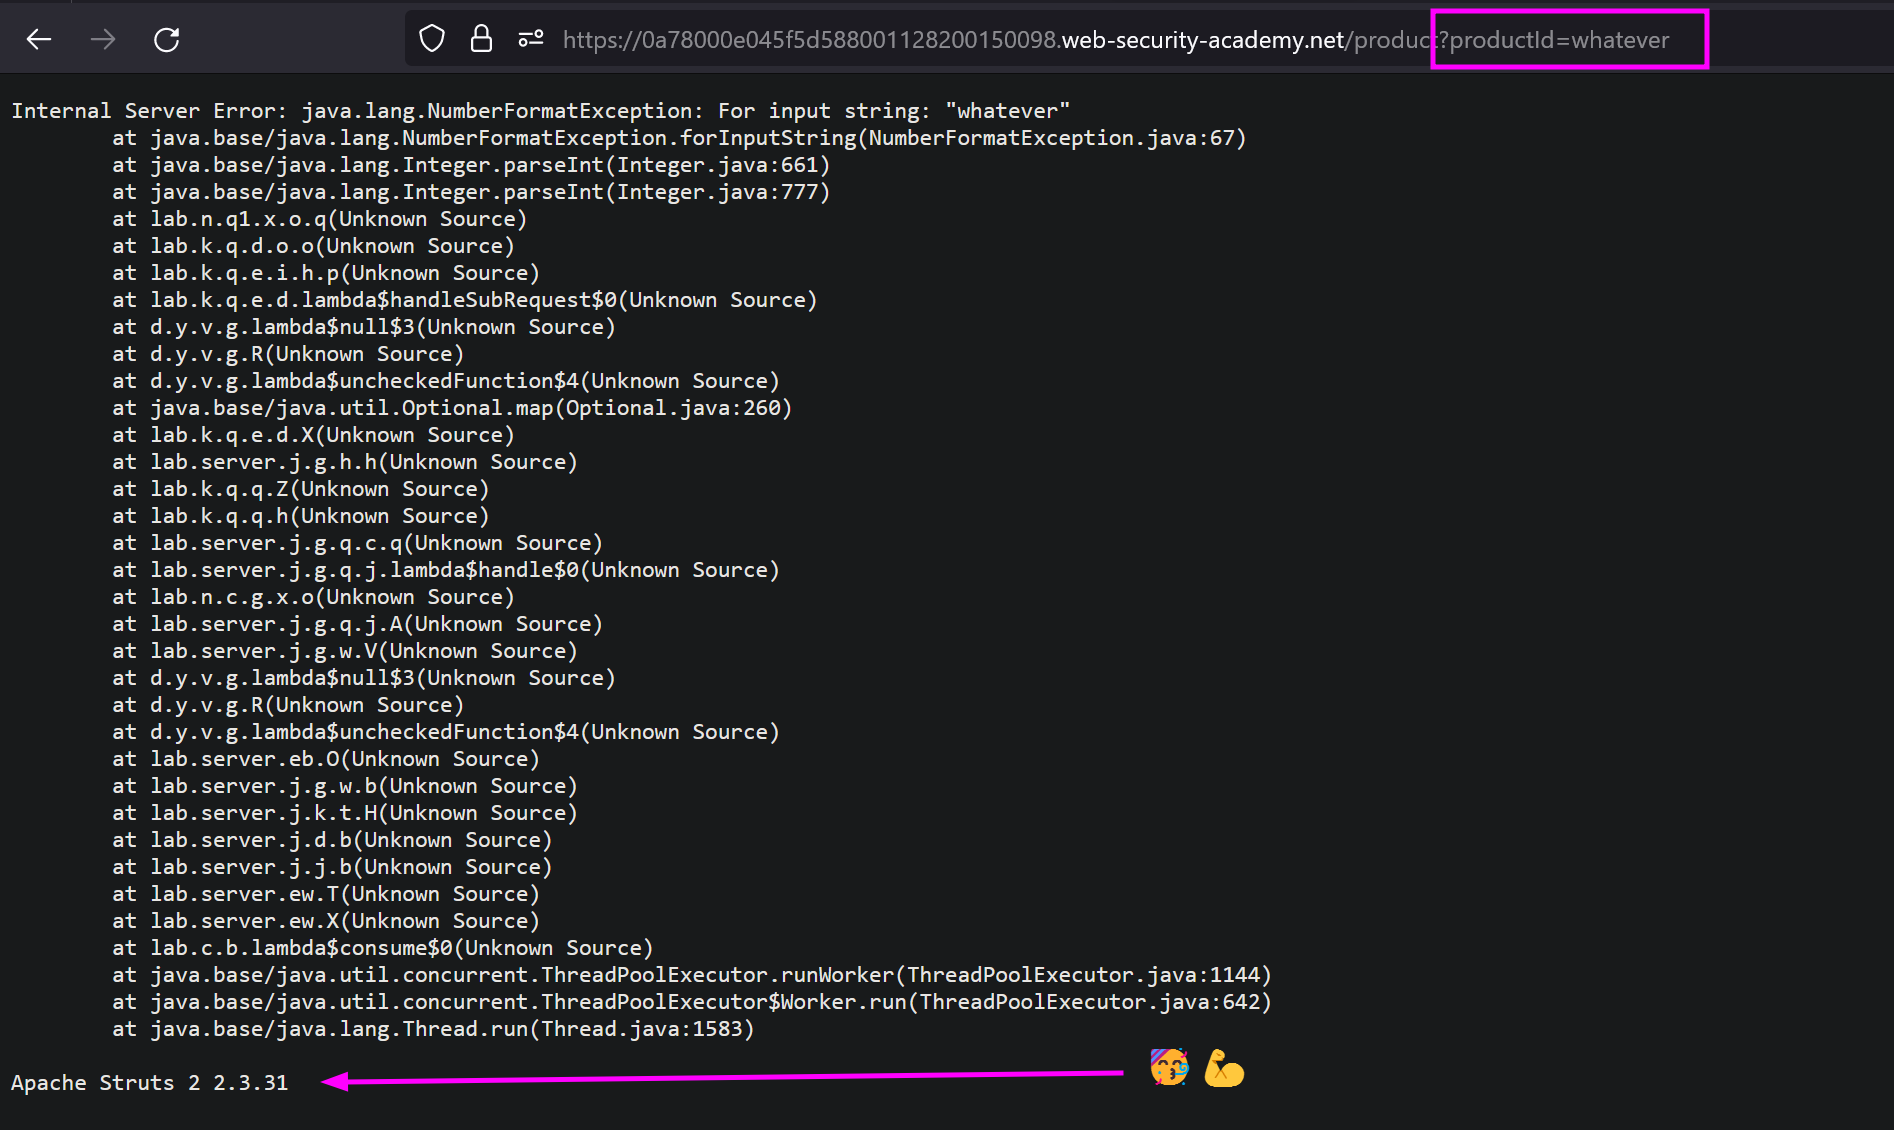 https://0a78000e045f5d588001128200150098.web-security-academy.net/product?productId=whatever
Internal Server Error: java.lang.NumberFormatException: For input string: "whatever"
at java.base/java.lang.NumberFormatException.forInputString(NumberFormatException.java:67)
at java.base/java.lang.Integer.parseInt(Integer.java:661)
at java.base/java.lang.Integer.parseInt(Integer.java:777)
at lab.n.q1.x.o.q(Unknown Source)
at lab.k.q.d.o.o(Unknown Source)
at lab.k.q.e.i.h.p(Unknown Source)
at lab.k.q.e.d.lambda$handleSubRequest$0(Unknown Source)
at d.y.v.g.lambda$null$3(Unknown Source)
at d.y.v.g.R(Unknown Source)
at d.y.v.g.lambda$uncheckedFunction$4(Unknown Source)
at java.base/java.util.Optional.map(Optional.java:260)
at lab.k.q.e.d.X(Unknown Source)
at lab.server.j.g.h.h(Unknown Source)
at lab.k.q.q.Z(Unknown Source)
at lab.k.q.q.h(Unknown Source)
at lab.server.j.g.q.c.q(Unknown Source)
at lab.server.j.g.q.j.lambda$handle$0(Unknown Source)
at lab.n.c.g.x.o(Unknown Source)
at lab.server.j.g.q.j.A(Unknown Source)
at lab.server.j.g.w.V(Unknown Source)
at d.y.v.g.lambda$null$3(Unknown Source)
at d.y.v.g.R(Unknown Source)
at d.y.v.g.lambda$uncheckedFunction$4(Unknown Source)
at lab.server.eb.O(Unknown Source)
at lab.server.j.g.w.b(Unknown Source)
at lab.server.j.k.t.H(Unknown Source)
at lab.server.j.d.b(Unknown Source)
at lab.server.j.j.b(Unknown Source)
at lab.server.ew.T(Unknown Source)
at lab.server.ew.X(Unknown Source)
at lab.c.b.lambda$consume$0(Unknown Source)
at java.base/java.util.concurrent.ThreadPoolExecutor.runWorker(ThreadPoolExecutor.java:1144)
at java.base/java.util.concurrent.ThreadPoolExecutor$Worker.run(ThreadPoolExecutor.java:642)
at java.base/java.lang.Thread.run(Thread.java:1583)
Apache Struts 2 2.3.31